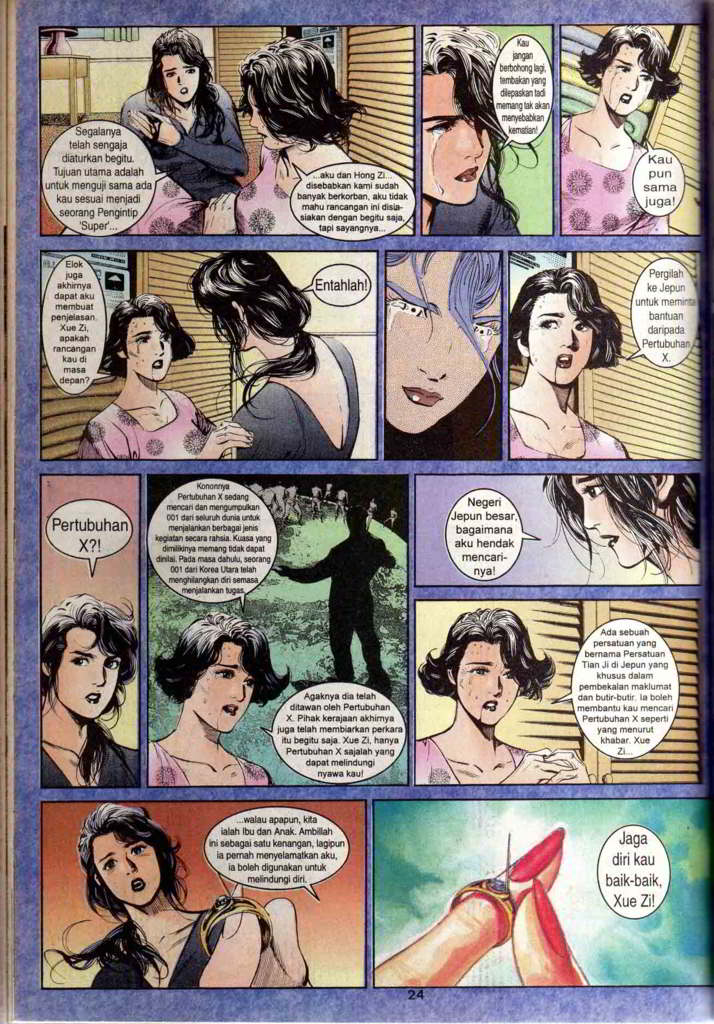 Segalanya
telah sengaja
diaturkan begitu.
Tujuan utama adalah
untuk menguji sama ada
kau sesuai menjadi
seorang Pengintip
'Super'...
...aku dan Hong Zi...
disebabkan kami sudah
banyak berkorban, aku tidak
mahu rancangan ini disia-
siakan dengan begitu saja,
tapi sayangnya...
Kau
jangan
berbohong lagi,
tembakan yang
dilepaskan tadi
memang tak akan
menyebabkan
kematian!
Kau
pun
sama
juga!
Elok
juga
akhirnya
dapat aku
membuat
penjelasan.
Xue Zi,
apakah
rancangan
kau di
masa
depan?
Entahlah!
Pergilah
ke Jepun
untuk meminta
bantuan
daripada
Pertubuhan
X.
Pertubuhan
X?!
Kononnya
Pertubuhan X sedang
mencari dan mengumpulkan
001 dari seluruh dunia untuk
menjalankan berbagai jenis
kegiatan secara rahsia. Kuasa yang
dimilikinya memang tidak dapat
dinilai. Pada masa dahulu, seorang
001 dari Korea Utara telah
menghilangkan diri semasa
menjalankan tugas.
Agaknya dia telah
ditawan oleh Pertubuhan
X. Pihak kerajaan akhirnya
juga telah membiarkan perkara
itu begitu saja. Xue Zi, hanya
Pertubuhan X sajalah yang
dapat melindungi
nyawa kau!
Negeri
Jepun besar,
bagaimana
aku hendak
mencari-
nya!
Ada sebuah
persatuan yang
bernama Persatuan
Tian Ji di Jepun yang
khusus dalam
pembekalan maklumat
dan butir-butir. Ia boleh
membantu kau mencari
Pertubuhan X seperti
yang menurut
khabar. Xue
Zi...
...walau apapun, kita
ialah Ibu dan Anak. Ambillah
ini sebagai satu kenangan, lagipun
ia pernah menyelamatkan aku,
ia boleh digunakan untuk
melindungi diri.
Jaga
diri kau
baik-baik,
Xue Zi!
24